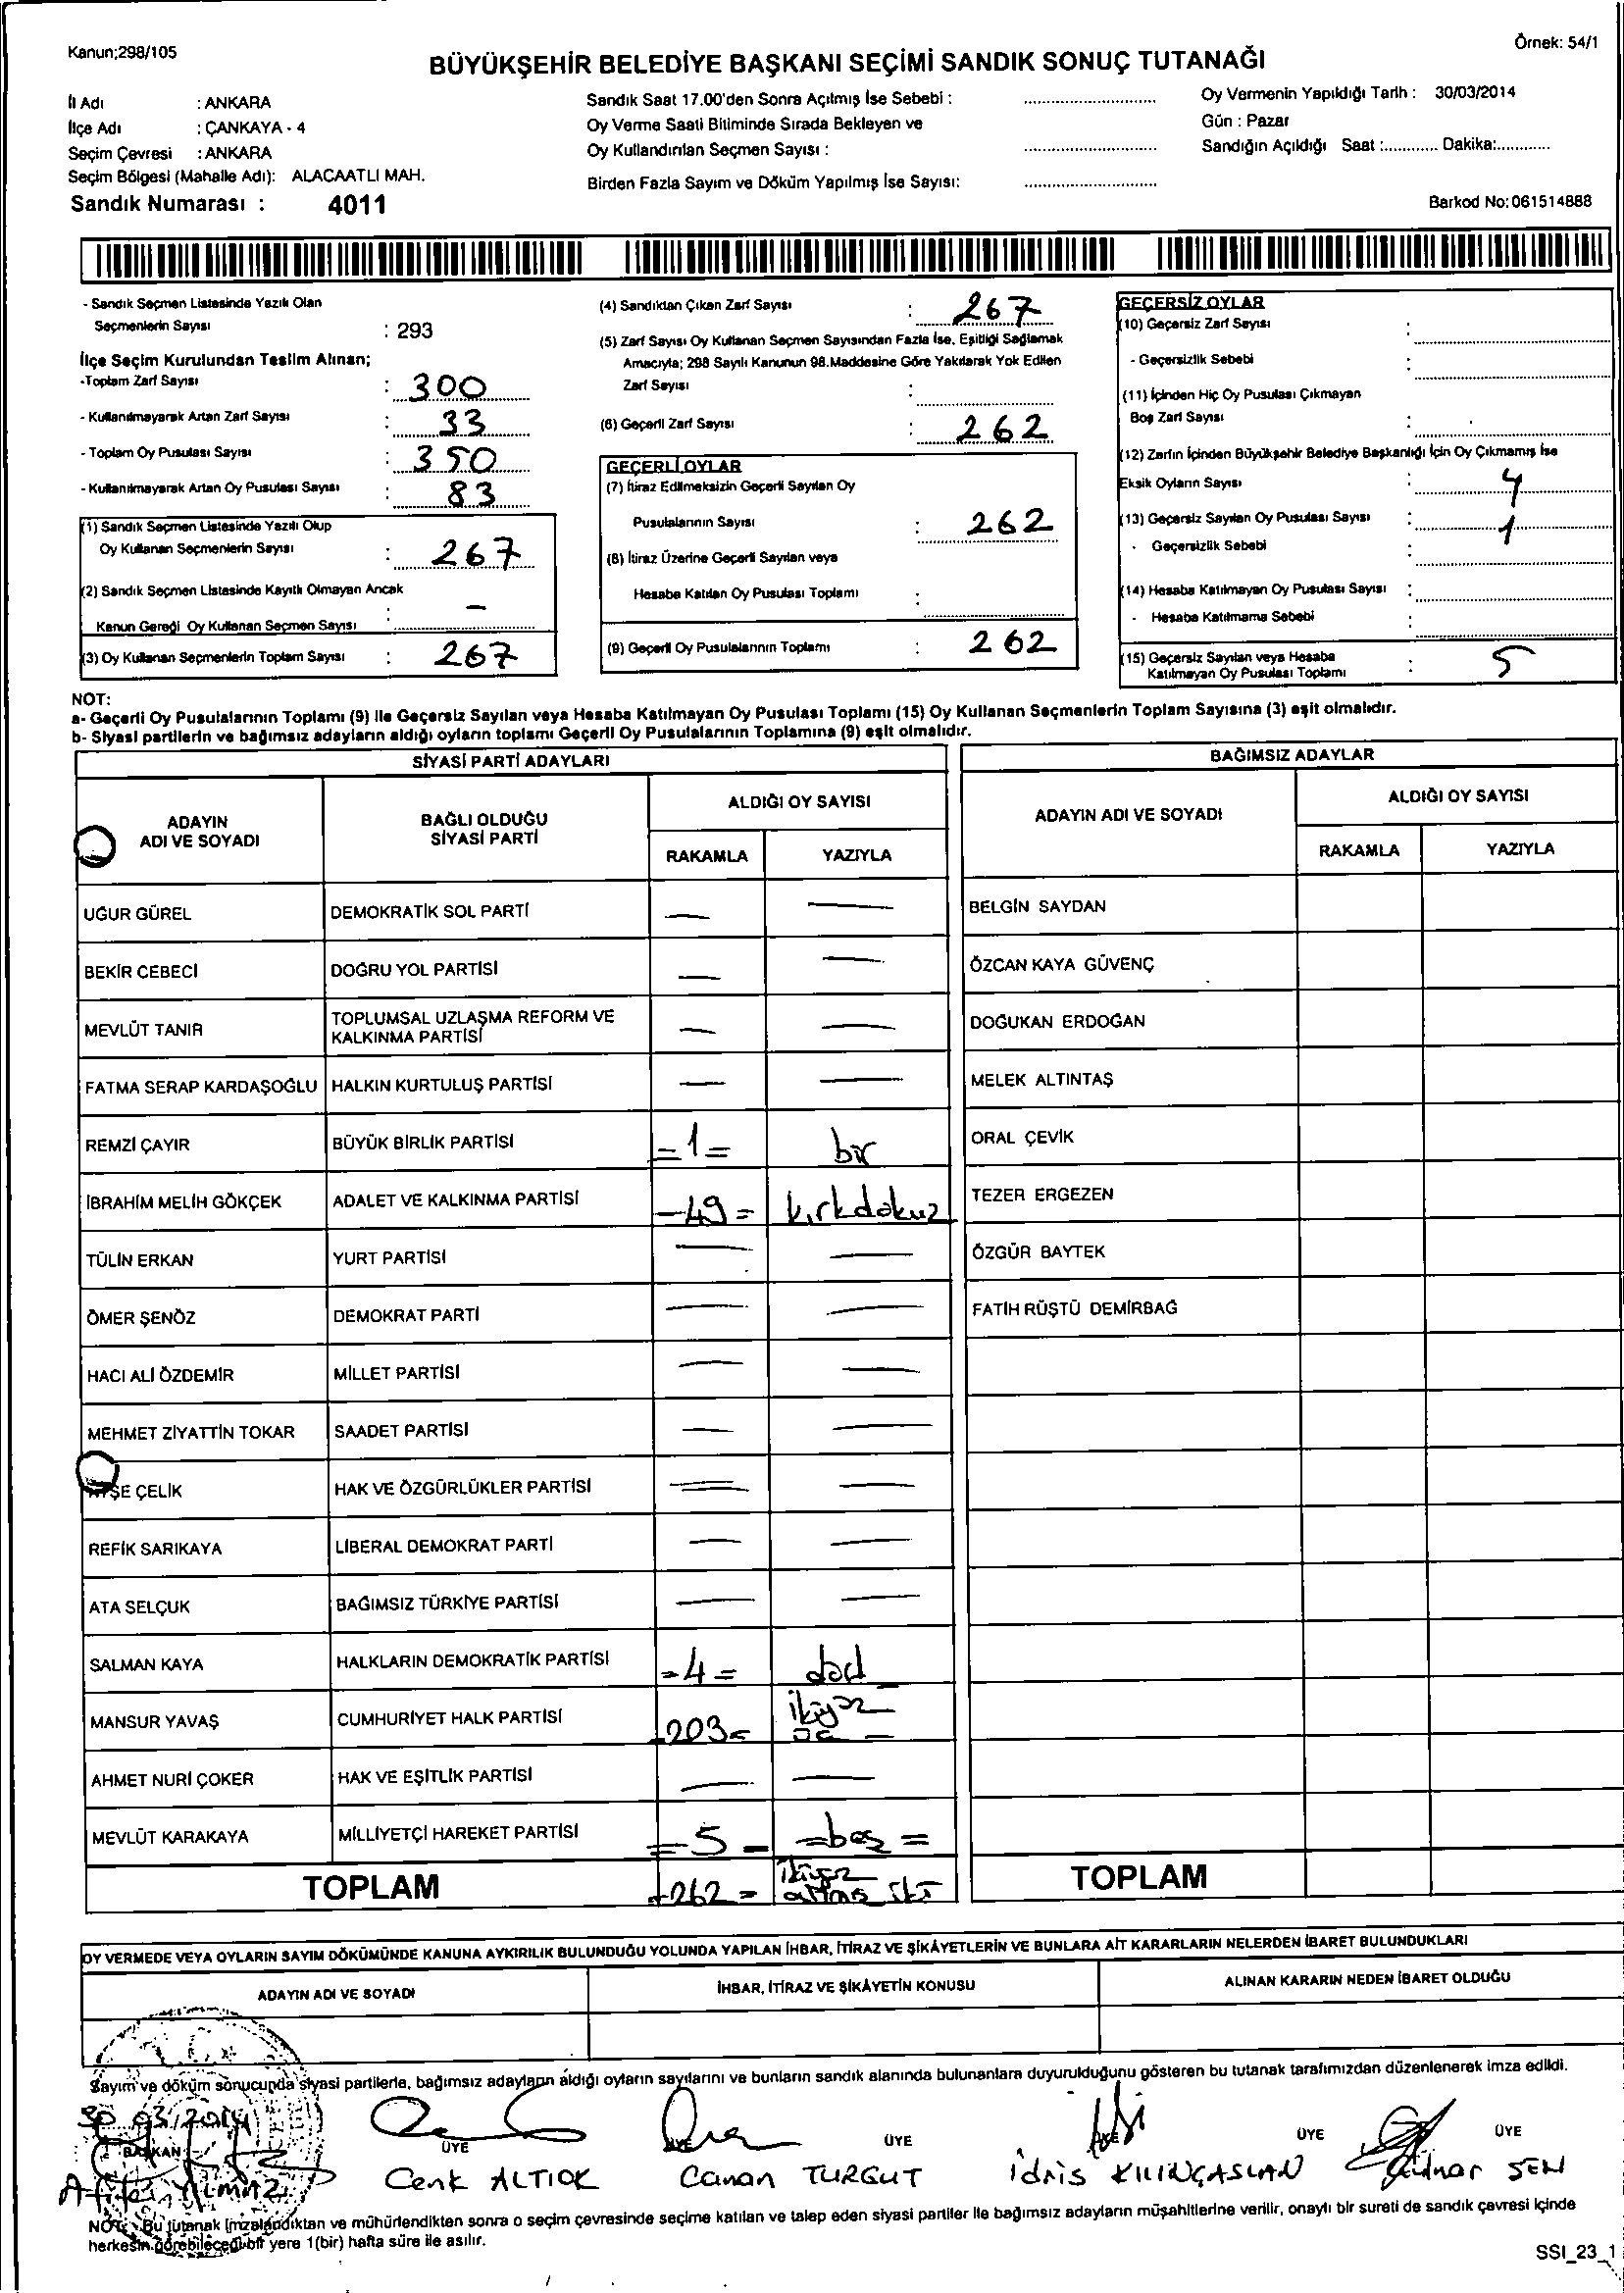 Kanun;298/105
Örnek: 54/1
BÜYÜKŞEHİR BELEDİYE BAŞKANI SEÇİMİ SANDIK SONUÇ TUTANAĞI
İl Adı : ANKARA
İlçe Adı : ÇANKAYA - 4
Seçim Çevresi : ANKARA
Seçim Bölgesi (Mahalle Adı): ALACAATLI MAH.
Sandık Numarası : 4011
Sandık Saat 17.00'den Sonra Açılmış İse Sebebi :
Oy Verme Saati Bitiminde Sırada Bekleyen ve
Oy Kullandırılan Seçmen Sayısı :
Birden Fazla Sayım ve Döküm Yapılmış İse Sayısı:
Oy Vermenin Yapıldığı Tarih : 30/03/2014
Gün : Pazar
Sandığın Açıldığı Saat :............ Dakika:............
Barkod No:061514888
- Sandık Seçmen Listesinde Yazılı Olan
Seçmenlerin Sayısı : 293
İlçe Seçim Kurulundan Teslim Alınan;
-Toplam Zarf Sayısı : 300
- Kullanılmayarak Artan Zarf Sayısı : 33
- Toplam Oy Pusulası Sayısı : 350
- Kullanılmayarak Artan Oy Pusulası Sayısı : 83
(1) Sandık Seçmen Listesinde Yazılı Olup
Oy Kullanan Seçmenlerin Sayısı : 267
(2) Sandık Seçmen Listesinde Kayıtlı Olmayan Ancak
Kanun Gereği Oy Kullanan Seçmen Sayısı : –
(3) Oy Kullanan Seçmenlerin Toplam Sayısı : 267
(4) Sandıktan Çıkan Zarf Sayısı : 267
(5) Zarf Sayısı Oy Kullanan Seçmen Sayısından Fazla İse, Eşitliği Sağlamak
Amacıyla; 298 Sayılı Kanunun 98.Maddesine Göre Yakılarak Yok Edilen
Zarf Sayısı :
(6) Geçerli Zarf Sayısı : 262
GEÇERLİ OYLAR
(7) İtiraz Edilmeksizin Geçerli Sayılan Oy
Pusulalarının Sayısı : 262
(8) İtiraz Üzerine Geçerli Sayılan veya
Hesaba Katılan Oy Pusulası Toplamı :
(9) Geçerli Oy Pusulalarının Toplamı : 262
GEÇERSİZ OYLAR
(10) Geçersiz Zarf Sayısı :
- Geçersizlik Sebebi :
(11) İçinden Hiç Oy Pusulası Çıkmayan
Boş Zarf Sayısı :
(12) Zarfın İçinden Büyükşehir Belediye Başkanlığı İçin Oy Çıkmamış İse
Eksik Oyların Sayısı : 4
(13) Geçersiz Sayılan Oy Pusulası Sayısı : 1
- Geçersizlik Sebebi :
(14) Hesaba Katılmayan Oy Pusulası Sayısı :
- Hesaba Katılmama Sebebi :
(15) Geçersiz Sayılan veya Hesaba
Katılmayan Oy Pusulası Toplamı : 5
NOT:
a- Geçerli Oy Pusulalarının Toplamı (9) ile Geçersiz Sayılan veya Hesaba Katılmayan Oy Pusulası Toplamı (15) Oy Kullanan Seçmenlerin Toplam Sayısına (3) eşit olmalıdır.
b- Siyasi partilerin ve bağımsız adayların aldığı oyların toplamı Geçerli Oy Pusulalarının Toplamına (9) eşit olmalıdır.
SİYASİ PARTİ ADAYLARI
ADAYIN ADI VE SOYADI
BAĞLI OLDUĞU SİYASİ PARTİ
ALDIĞI OY SAYISI
RAKAMLA YAZIYLA
UĞUR GÜREL DEMOKRATİK SOL PARTİ — —
BEKİR CEBECİ DOĞRU YOL PARTİSİ — —
MEVLÜT TANIR TOPLUMSAL UZLAŞMA REFORM VE KALKINMA PARTİSİ — —
FATMA SERAP KARDAŞOĞLU HALKIN KURTULUŞ PARTİSİ — —
REMZİ ÇAYIR BÜYÜK BİRLİK PARTİSİ =1= bir
İBRAHİM MELİH GÖKÇEK ADALET VE KALKINMA PARTİSİ -49= kırkdokuz
TÜLİN ERKAN YURT PARTİSİ — —
ÖMER ŞENÖZ DEMOKRAT PARTİ — —
HACI ALİ ÖZDEMİR MİLLET PARTİSİ — —
MEHMET ZİYATTİN TOKAR SAADET PARTİSİ — —
AYŞE ÇELİK HAK VE ÖZGÜRLÜKLER PARTİSİ = —
REFİK SARIKAYA LİBERAL DEMOKRAT PARTİ — —
ATA SELÇUK BAĞIMSIZ TÜRKİYE PARTİSİ — —
SALMAN KAYA HALKLARIN DEMOKRATİK PARTİSİ =4= dört
MANSUR YAVAŞ CUMHURİYET HALK PARTİSİ -203= ikiyüz üç –
AHMET NURİ ÇOKER HAK VE EŞİTLİK PARTİSİ — —
MEVLÜT KARAKAYA MİLLİYETÇİ HAREKET PARTİSİ =5- =beş=
TOPLAM =262= ikiyüz altmış iki
BAĞIMSIZ ADAYLAR
ADAYIN ADI VE SOYADI
ALDIĞI OY SAYISI
RAKAMLA YAZIYLA
BELGİN SAYDAN
ÖZCAN KAYA GÜVENÇ
DOĞUKAN ERDOĞAN
MELEK ALTINTAŞ
ORAL ÇEVİK
TEZER ERGEZEN
ÖZGÜR BAYTEK
FATİH RÜŞTÜ DEMİRBAĞ
TOPLAM
OY VERMEDE VEYA OYLARIN SAYIM DÖKÜMÜNDE KANUNA AYKIRILIK BULUNDUĞU YOLUNDA YAPILAN İHBAR, İTİRAZ VE ŞİKÂYETLERİN VE BUNLARA AİT KARARLARIN NELERDEN İBARET BULUNDUKLARI
ADAYIN ADI VE SOYADI
İHBAR, İTİRAZ VE ŞİKÂYETİN KONUSU
ALINAN KARARIN NEDEN İBARET OLDUĞU
Sayım ve döküm sonucunda siyasi partilerle, bağımsız adayların aldığı oyların sayılarını ve bunların sandık alanında bulunanlara duyurulduğunu gösteren bu tutanak tarafımızdan düzenlenerek imza edildi.
30.03.2014
BAŞKAN ÜYE ÜYE ÜYE ÜYE ÜYE ÜYE
YILMAZ Cenk ALTIOK Canan TURGUT İdris KILINÇASLAN ŞEN
NOT: Bu tutanak imzalandıktan ve mühürlendikten sonra o seçim çevresinde seçime katılan ve talep eden siyasi partiler ile bağımsız adayların müşahitlerine verilir, onaylı bir sureti de sandık çevresi içinde
herkesin görebileceği bir yere 1(bir) hafta süre ile asılır.
SSI_23_1